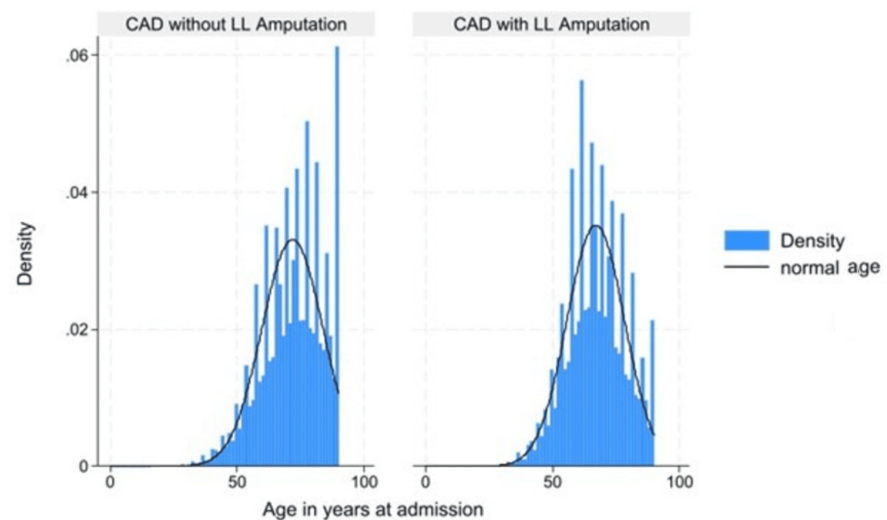 CAD without LL Amputation
CAD with LL Amputation
Density
.06
.04
.02
0
0
50
100
0
50
100
Age in years at admission
Density
normal age